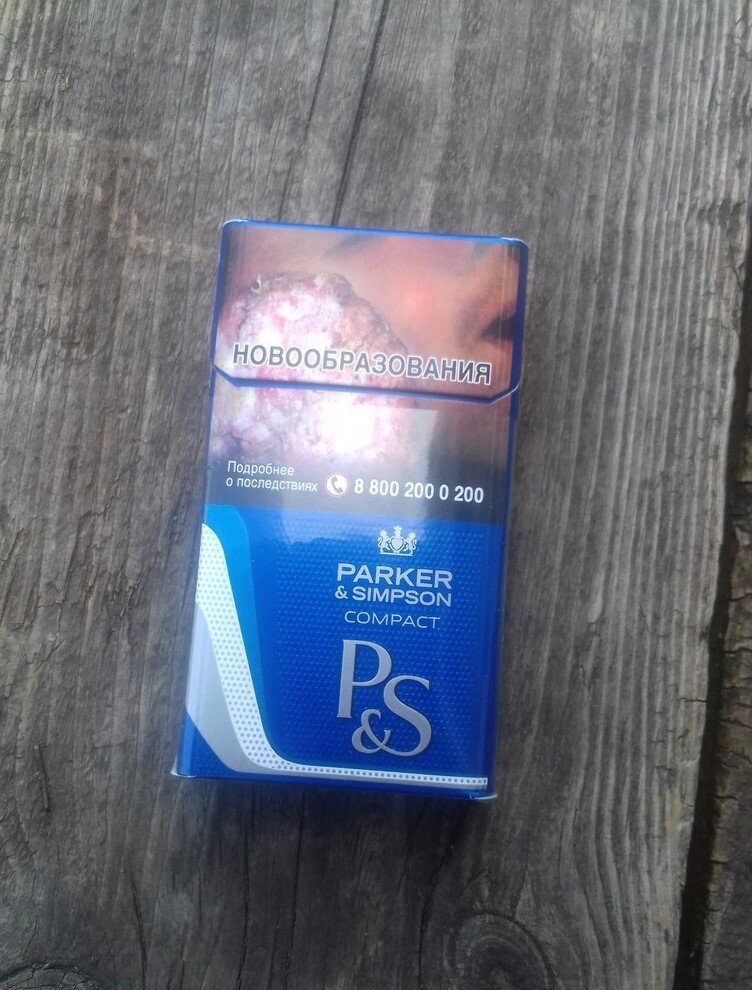 НОВООБРАЗОВАНИЯ
Подробнее
о последствиях 8 800 200 0 200
PARKER
& SIMPSON
COMPACT
P&S